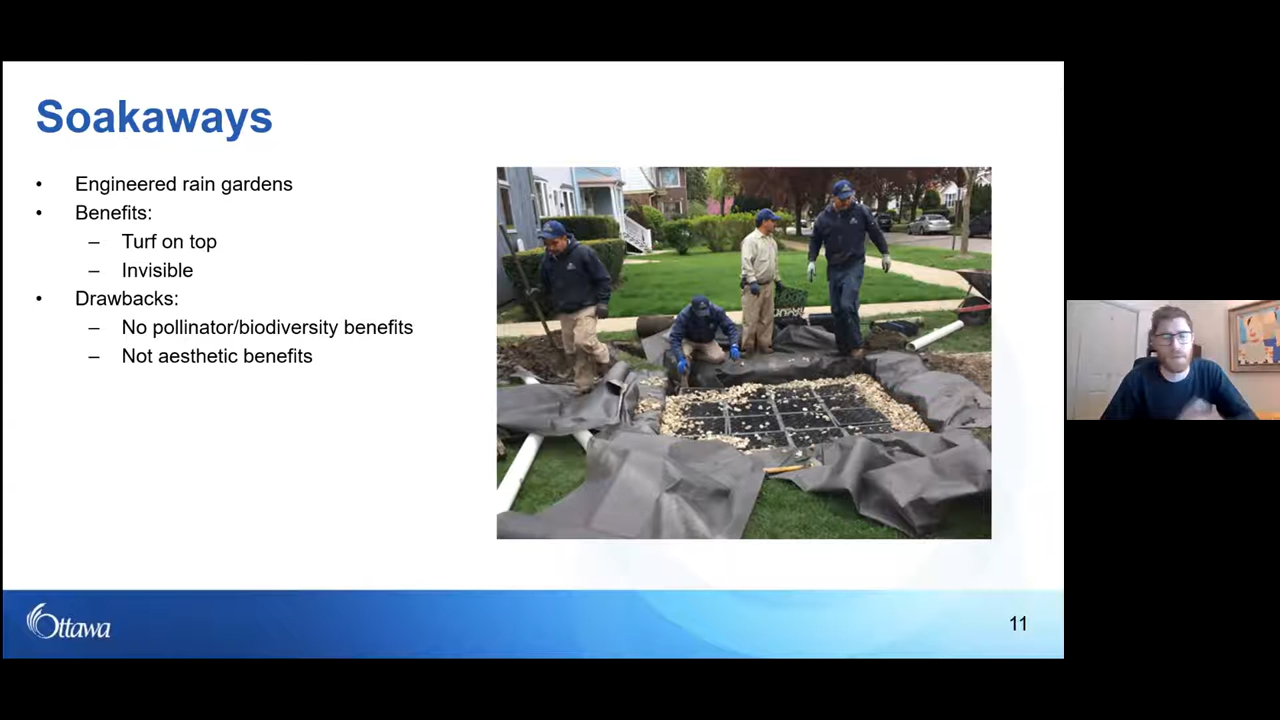 Soakaways
• Engineered rain gardens
• Benefits:
– Turf on top
– Invisible
• Drawbacks:
– No pollinator/biodiversity benefits
– Not aesthetic benefits
Ottawa
11